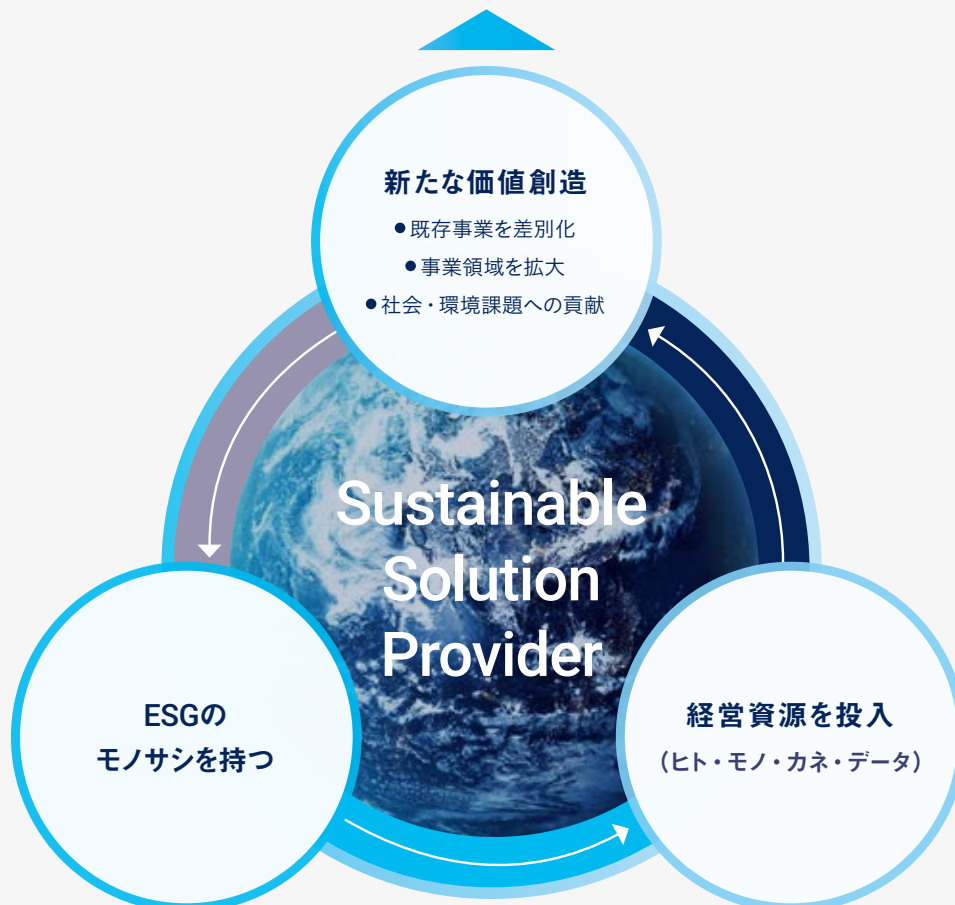 新たな価値創造
●既存事業を差別化
●事業領域を拡大
●社会・環境課題への貢献
Sustainable
Solution
Provider
ESGの
モノサシを持つ
経営資源を投入
（ヒト・モノ・カネ・データ）